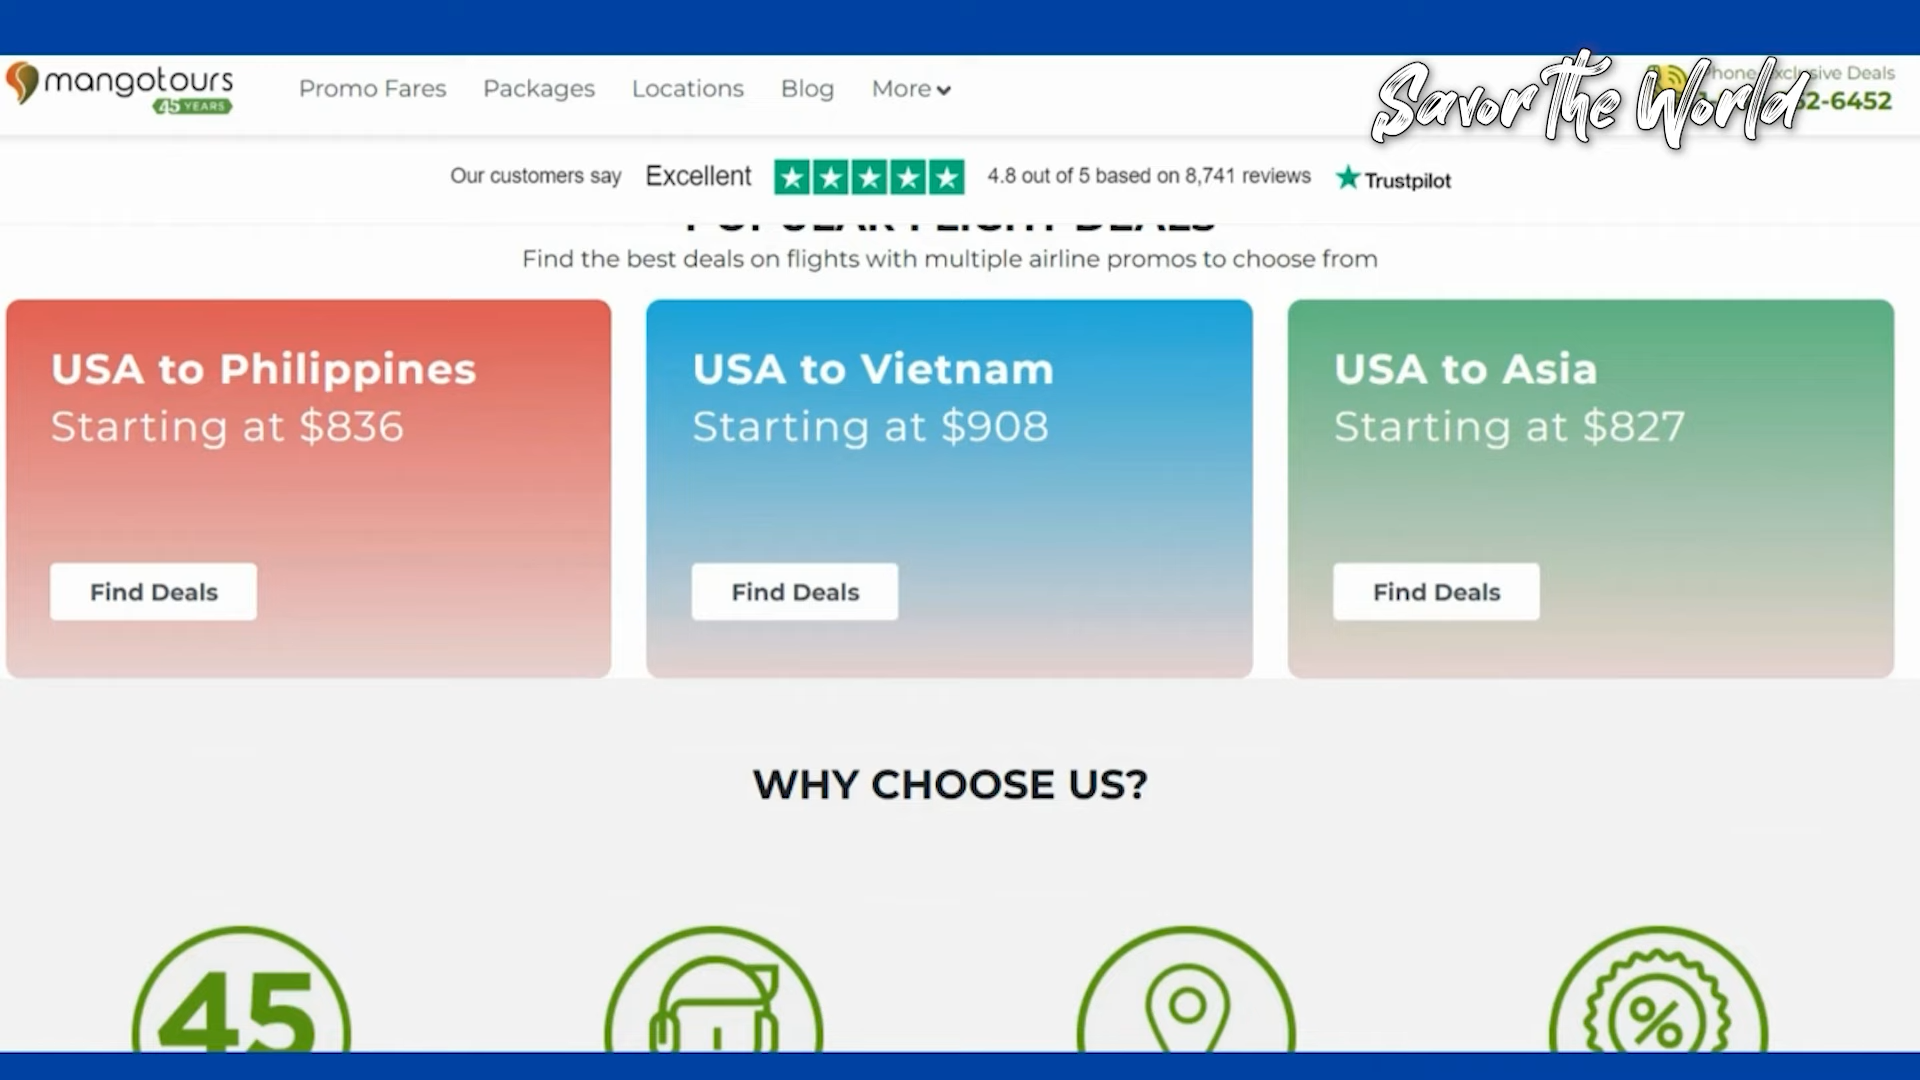 mangotours
45 YEARS
Promo Fares
Packages
Locations
Blog
More
Savor The World
Phone Exclusive Deals
2-6452
Our customers say Excellent
4.8 out of 5 based on 8,741 reviews
Trustpilot
POPULAR FLIGHT DEALS
Find the best deals on flights with multiple airline promos to choose from
USA to Philippines
Starting at $836
Find Deals
USA to Vietnam
Starting at $908
Find Deals
USA to Asia
Starting at $827
Find Deals
WHY CHOOSE US?
45
%